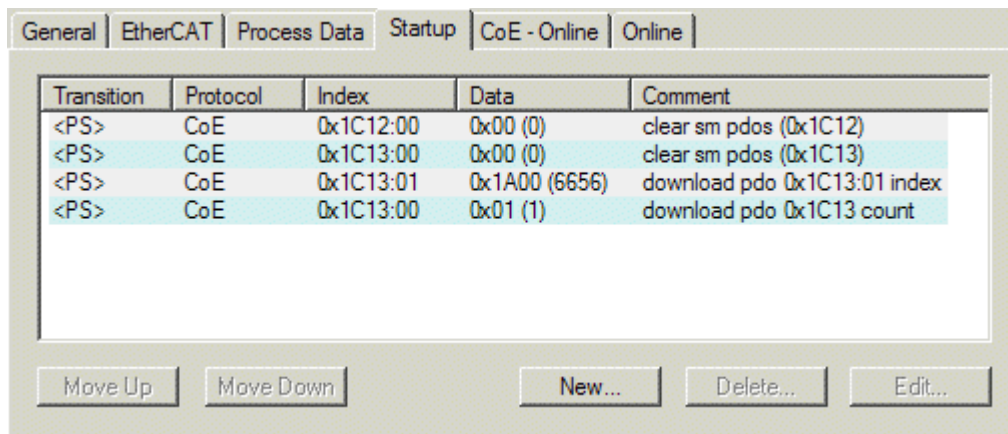 General EtherCAT Process Data Startup CoE - Online Online
Transition Protocol Index Data Comment
<PS> CoE 0x1C12:00 0x00 (0) clear sm pdos (0x1C12)
<PS> CoE 0x1C13:00 0x00 (0) clear sm pdos (0x1C13)
<PS> CoE 0x1C13:01 0x1A00 (6656) download pdo 0x1C13:01 index
<PS> CoE 0x1C13:00 0x01 (1) download pdo 0x1C13 count
Move Up Move Down New... Delete... Edit...